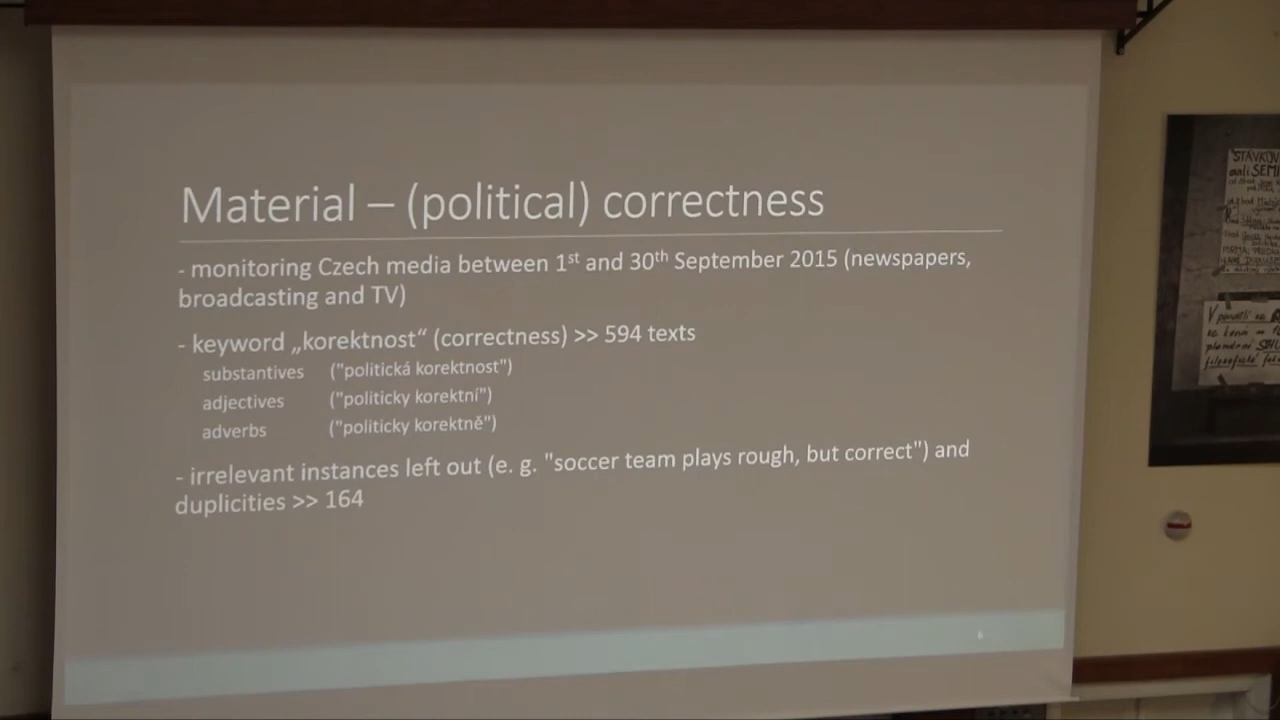 Material – (political) correctness
- monitoring Czech media between 1st and 30th September 2015 (newspapers,
broadcasting and TV)
- keyword „korektnost“ (correctness) >> 594 texts
substantives ("politická korektnost")
adjectives ("politicky korektní")
adverbs ("politicky korektně")
- irrelevant instances left out (e. g. "soccer team plays rough, but correct") and
duplicities >> 164
6
STÁVKOV